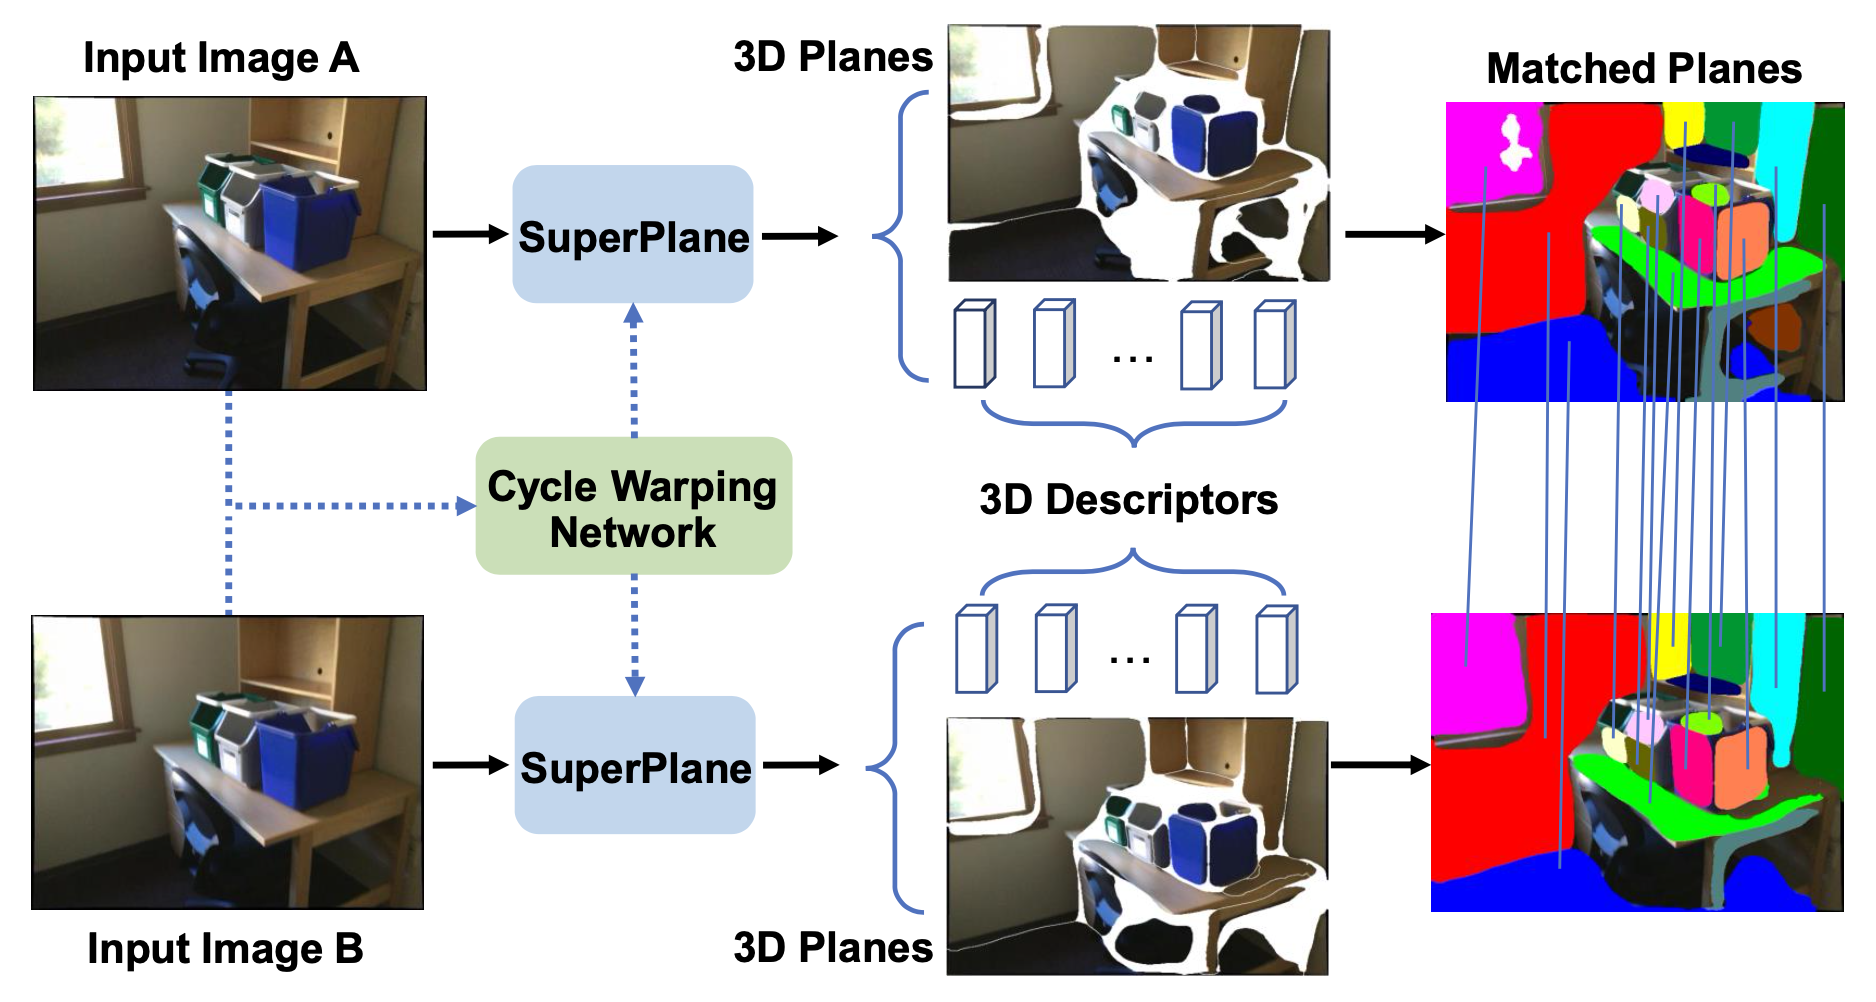 Input Image A
3D Planes
Matched Planes
SuperPlane
...
Cycle Warping
Network
3D Descriptors
...
SuperPlane
Input Image B
3D Planes